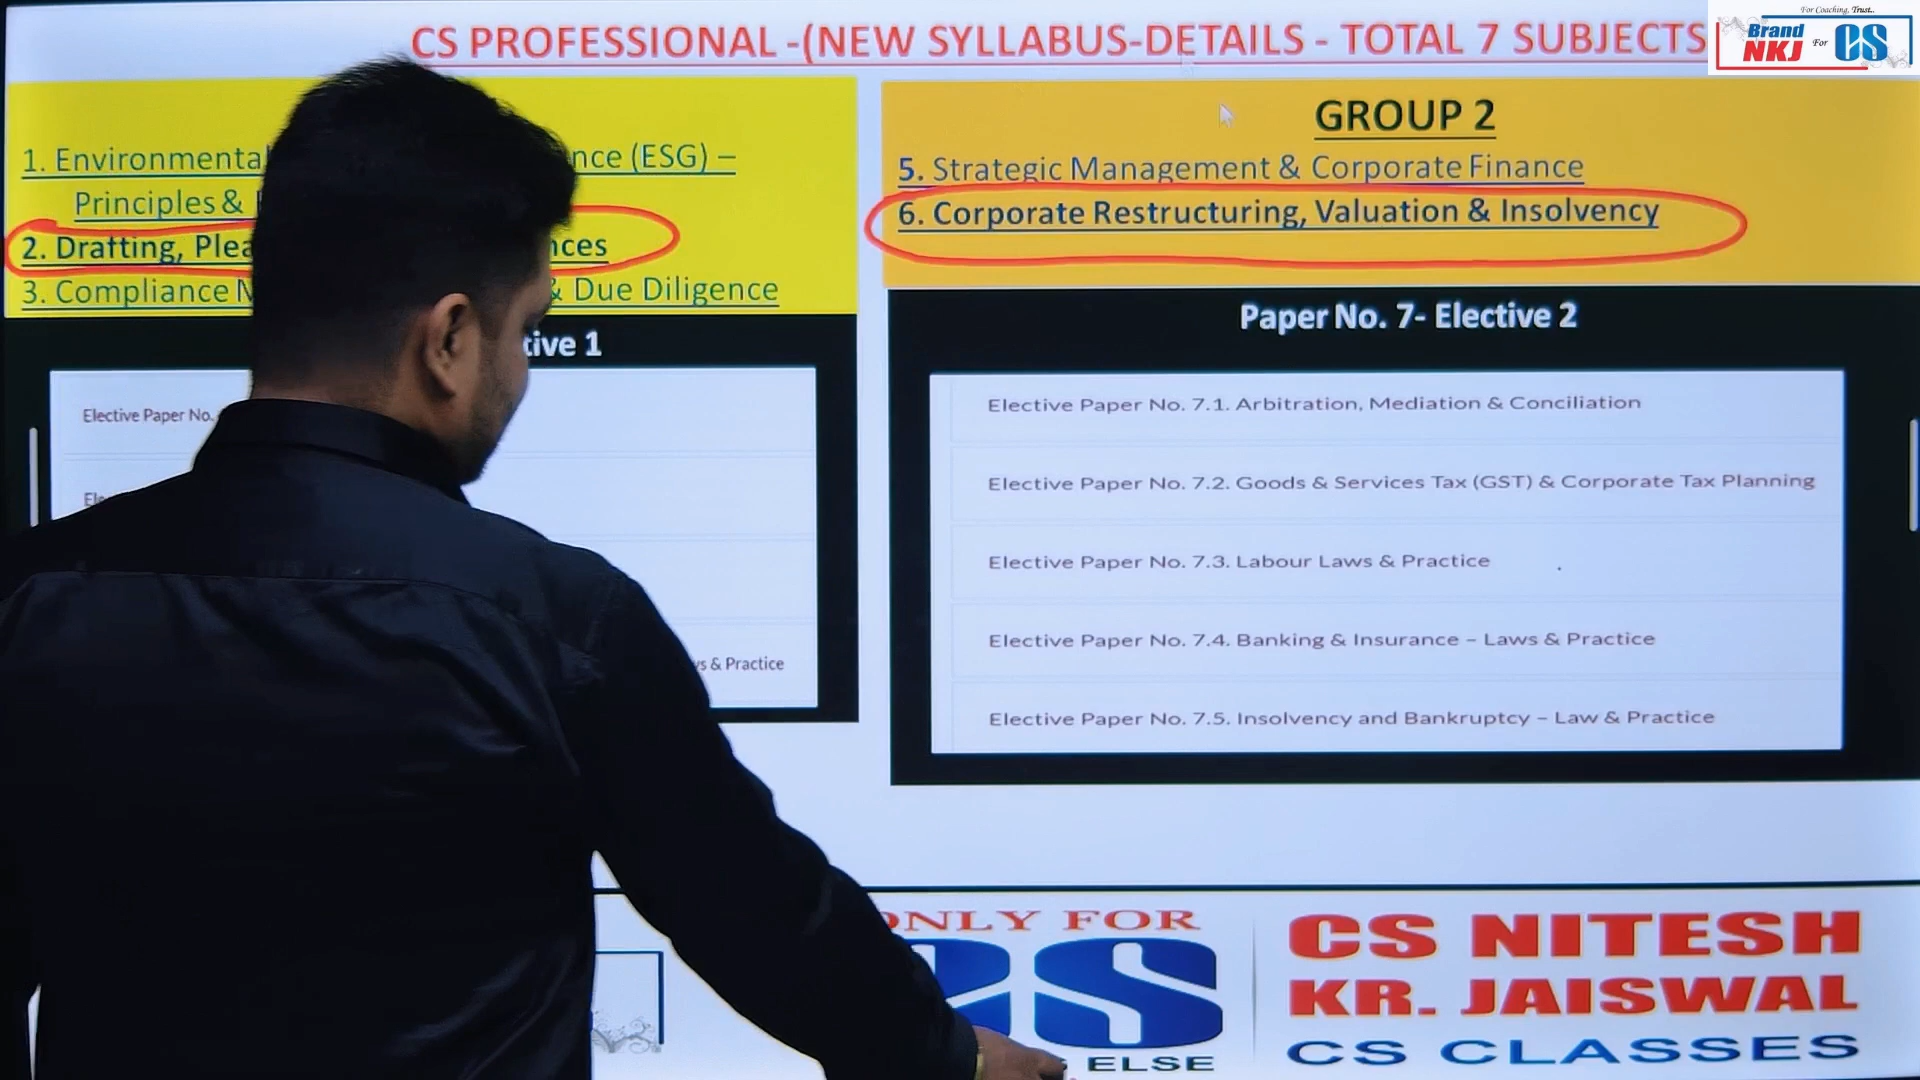 CS PROFESSIONAL -(NEW SYLLABUS-DETAILS - TOTAL 7 SUBJECTS
For Coaching, Trust..
Brand
NKJ For CS
1. Environmenta nce (ESG) –
Principles &
2. Drafting, Plea nces
3. Compliance & Due Diligence
tive 1
Elective Paper No.
Ele
s & Practice
GROUP 2
5. Strategic Management & Corporate Finance
6. Corporate Restructuring, Valuation & Insolvency
Paper No. 7- Elective 2
Elective Paper No. 7.1. Arbitration, Mediation & Conciliation
Elective Paper No. 7.2. Goods & Services Tax (GST) & Corporate Tax Planning
Elective Paper No. 7.3. Labour Laws & Practice
Elective Paper No. 7.4. Banking & Insurance – Laws & Practice
Elective Paper No. 7.5. Insolvency and Bankruptcy – Law & Practice
ONLY FOR
CS
ELSE
CS NITESH
KR. JAISWAL
CS CLASSES